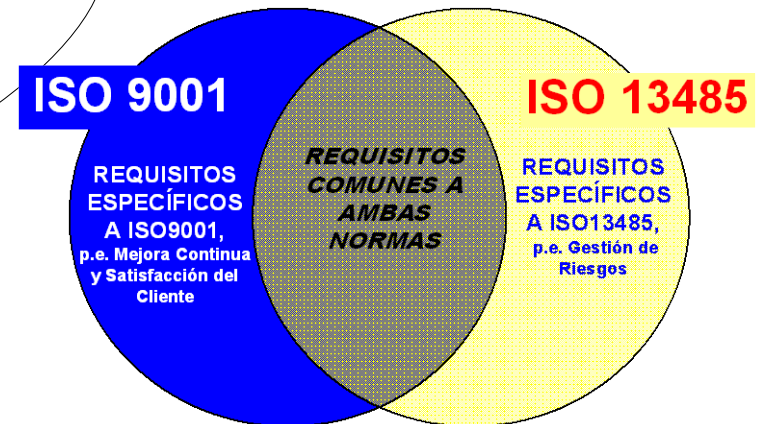 ISO 9001
REQUISITOS
ESPECÍFICOS
A ISO9001,
p.e. Mejora Continua
y Satisfacción del
Cliente
REQUISITOS
COMUNES A
AMBAS
NORMAS
ISO 13485
REQUISITOS
ESPECÍFICOS
A ISO13485,
p.e. Gestión de
Riesgos